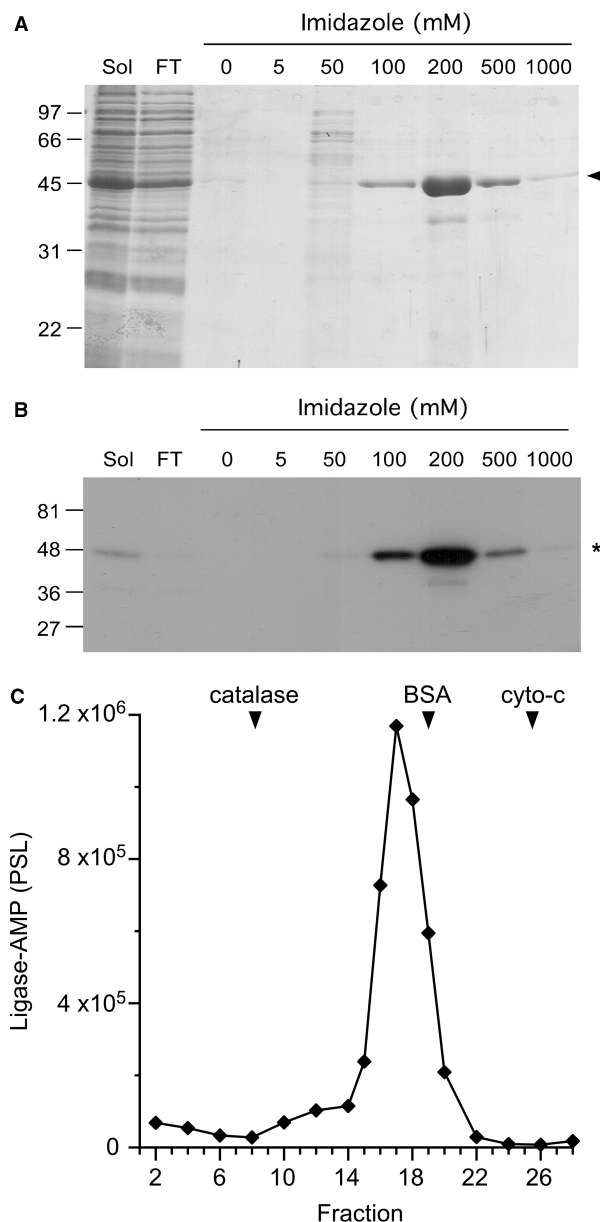 A
Imidazole (mM)
Sol FT 0 5 50 100 200 500 1000
97
66
45
31
22
B
Imidazole (mM)
Sol FT 0 5 50 100 200 500 1000
81
48
36
27
*
C
catalase BSA cyto-c
1.2 x10⁶
8 x10⁵
4 x10⁵
0
Ligase-AMP (PSL)
2 6 10 14 18 22 26
Fraction